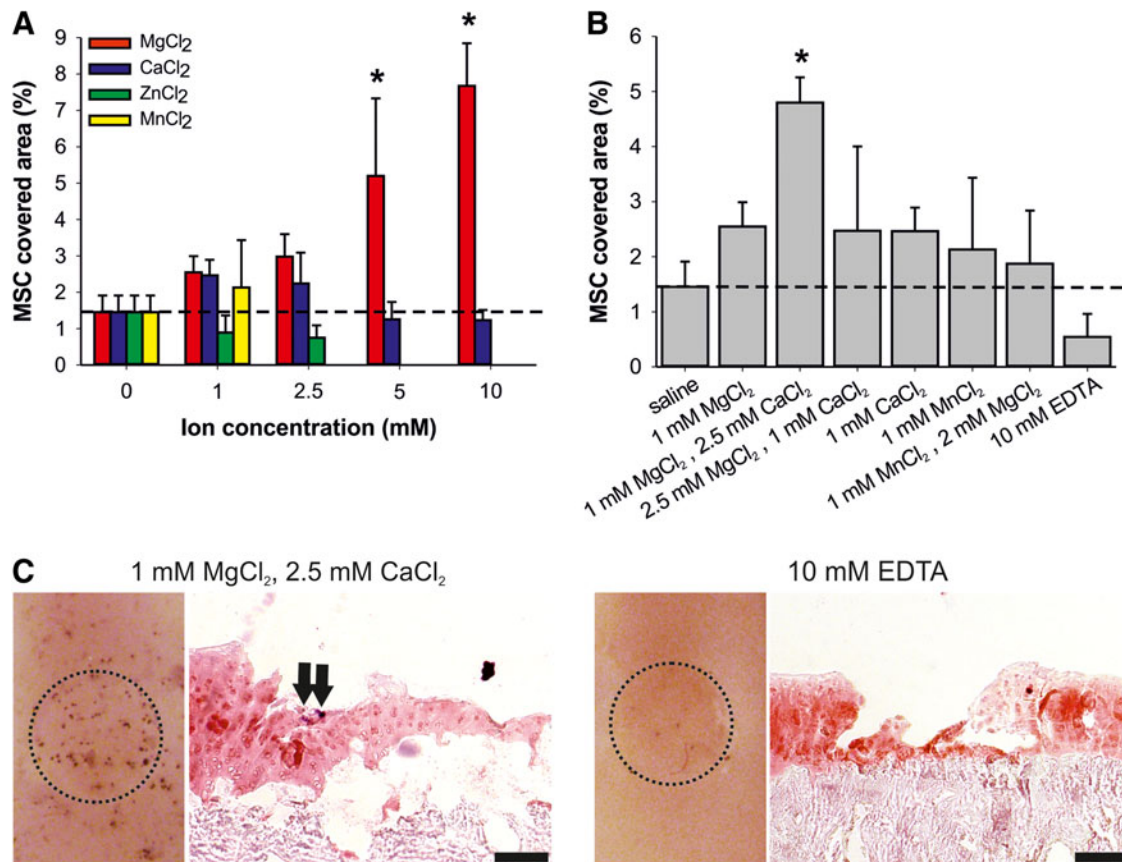 A
MgCl2
CaCl2
ZnCl2
MnCl2
MSC covered area (%)
9
8
7
6
5
4
3
2
1
0
*
*
0 1 2.5 5 10
Ion concentration (mM)
B
MSC covered area (%)
6
5
4
3
2
1
0
*
saline
1 mM MgCl2
1 mM MgCl2 , 2.5 mM CaCl2
2.5 mM MgCl2 , 1 mM CaCl2
1 mM CaCl2
1 mM MnCl2
1 mM MnCl2 , 2 mM MgCl2
10 mM EDTA
C
1 mM MgCl2, 2.5 mM CaCl2
10 mM EDTA